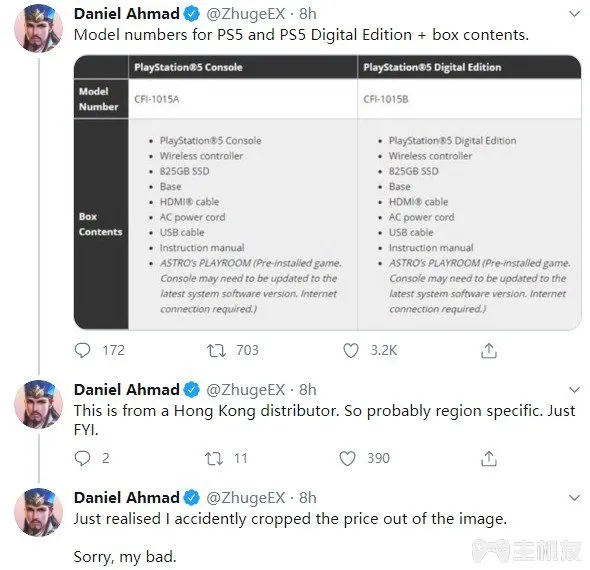 Daniel Ahmad @ZhugeEX · 8h
Model numbers for PS5 and PS5 Digital Edition + box contents.
PlayStation®5 Console
PlayStation®5 Digital Edition
Model Number
CFI-1015A
CFI-1015B
Box Contents
• PlayStation®5 Console
• Wireless controller
• 825GB SSD
• Base
• HDMI® cable
• AC power cord
• USB cable
• Instruction manual
• ASTRO's PLAYROOM (Pre-installed game.
Console may need to be updated to the
latest system software version. Internet
connection required.)
• PlayStation®5 Digital Edition
• Wireless controller
• 825GB SSD
• Base
• HDMI® cable
• AC power cord
• USB cable
• Instruction manual
• ASTRO's PLAYROOM (Pre-installed game.
Console may need to be updated to the
latest system software version. Internet
connection required.)
172 703 3.2K
Daniel Ahmad @ZhugeEX · 8h
This is from a Hong Kong distributor. So probably region specific. Just
FYI.
2 11 390
Daniel Ahmad @ZhugeEX · 8h
Just realised I accidently cropped the price out of the image.
Sorry, my bad.
主机友